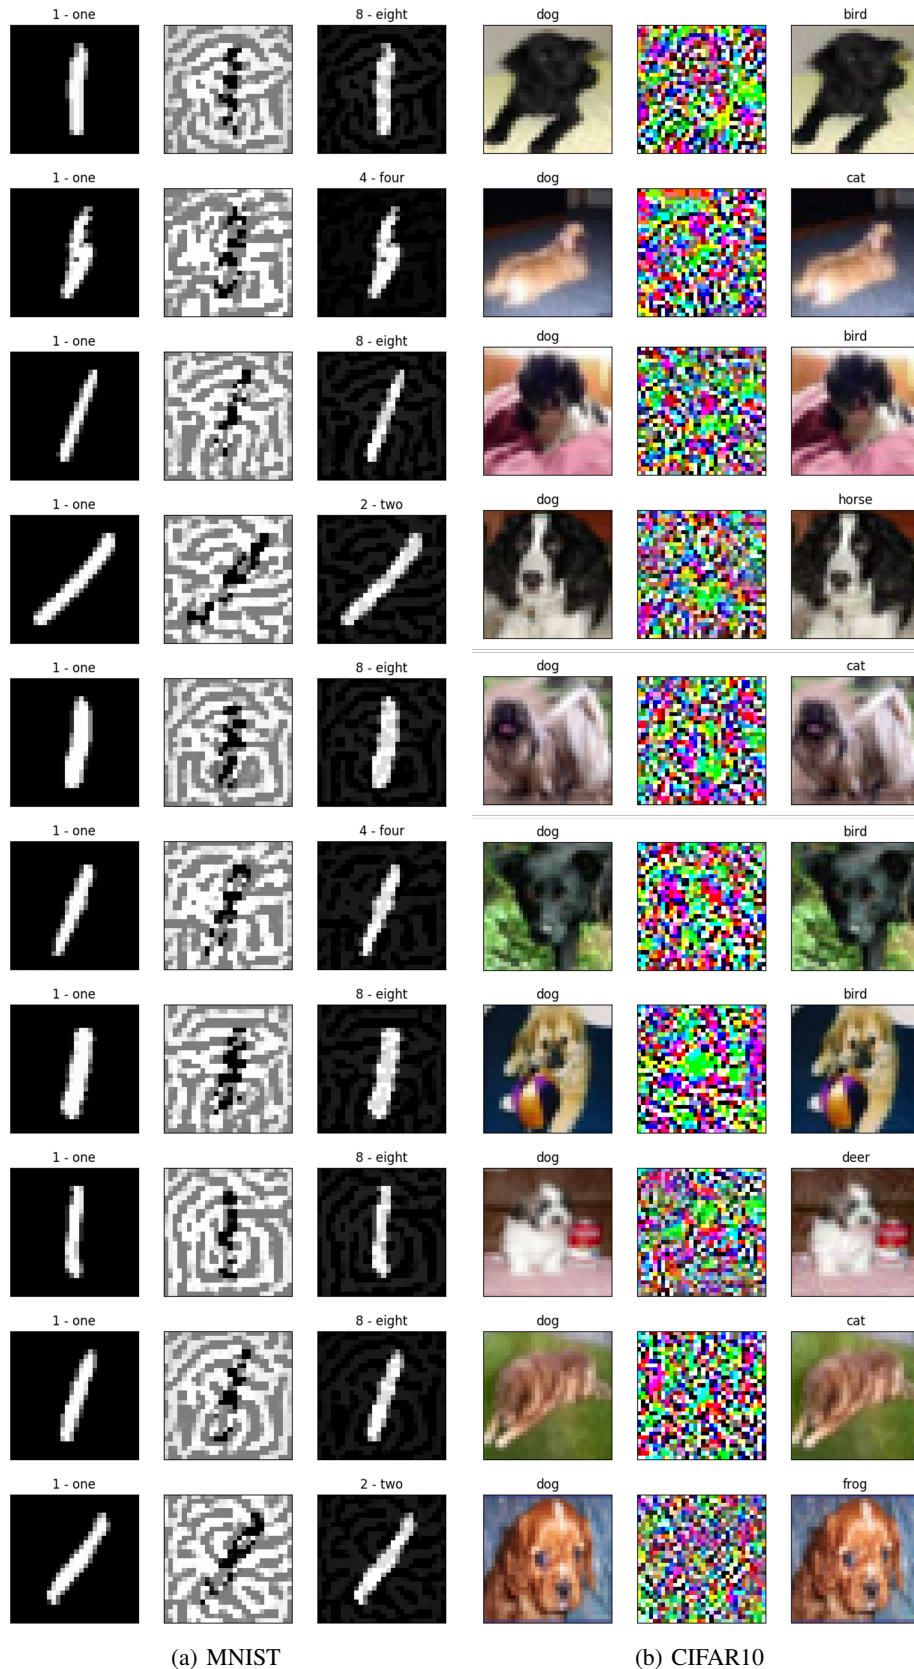 1 - one 8 - eight dog bird
1 - one 4 - four dog cat
1 - one 8 - eight dog bird
1 - one 2 - two dog horse
1 - one 8 - eight dog cat
1 - one 4 - four dog bird
1 - one 8 - eight dog bird
1 - one 8 - eight dog deer
1 - one 8 - eight dog cat
1 - one 2 - two dog frog
(a) MNIST (b) CIFAR10